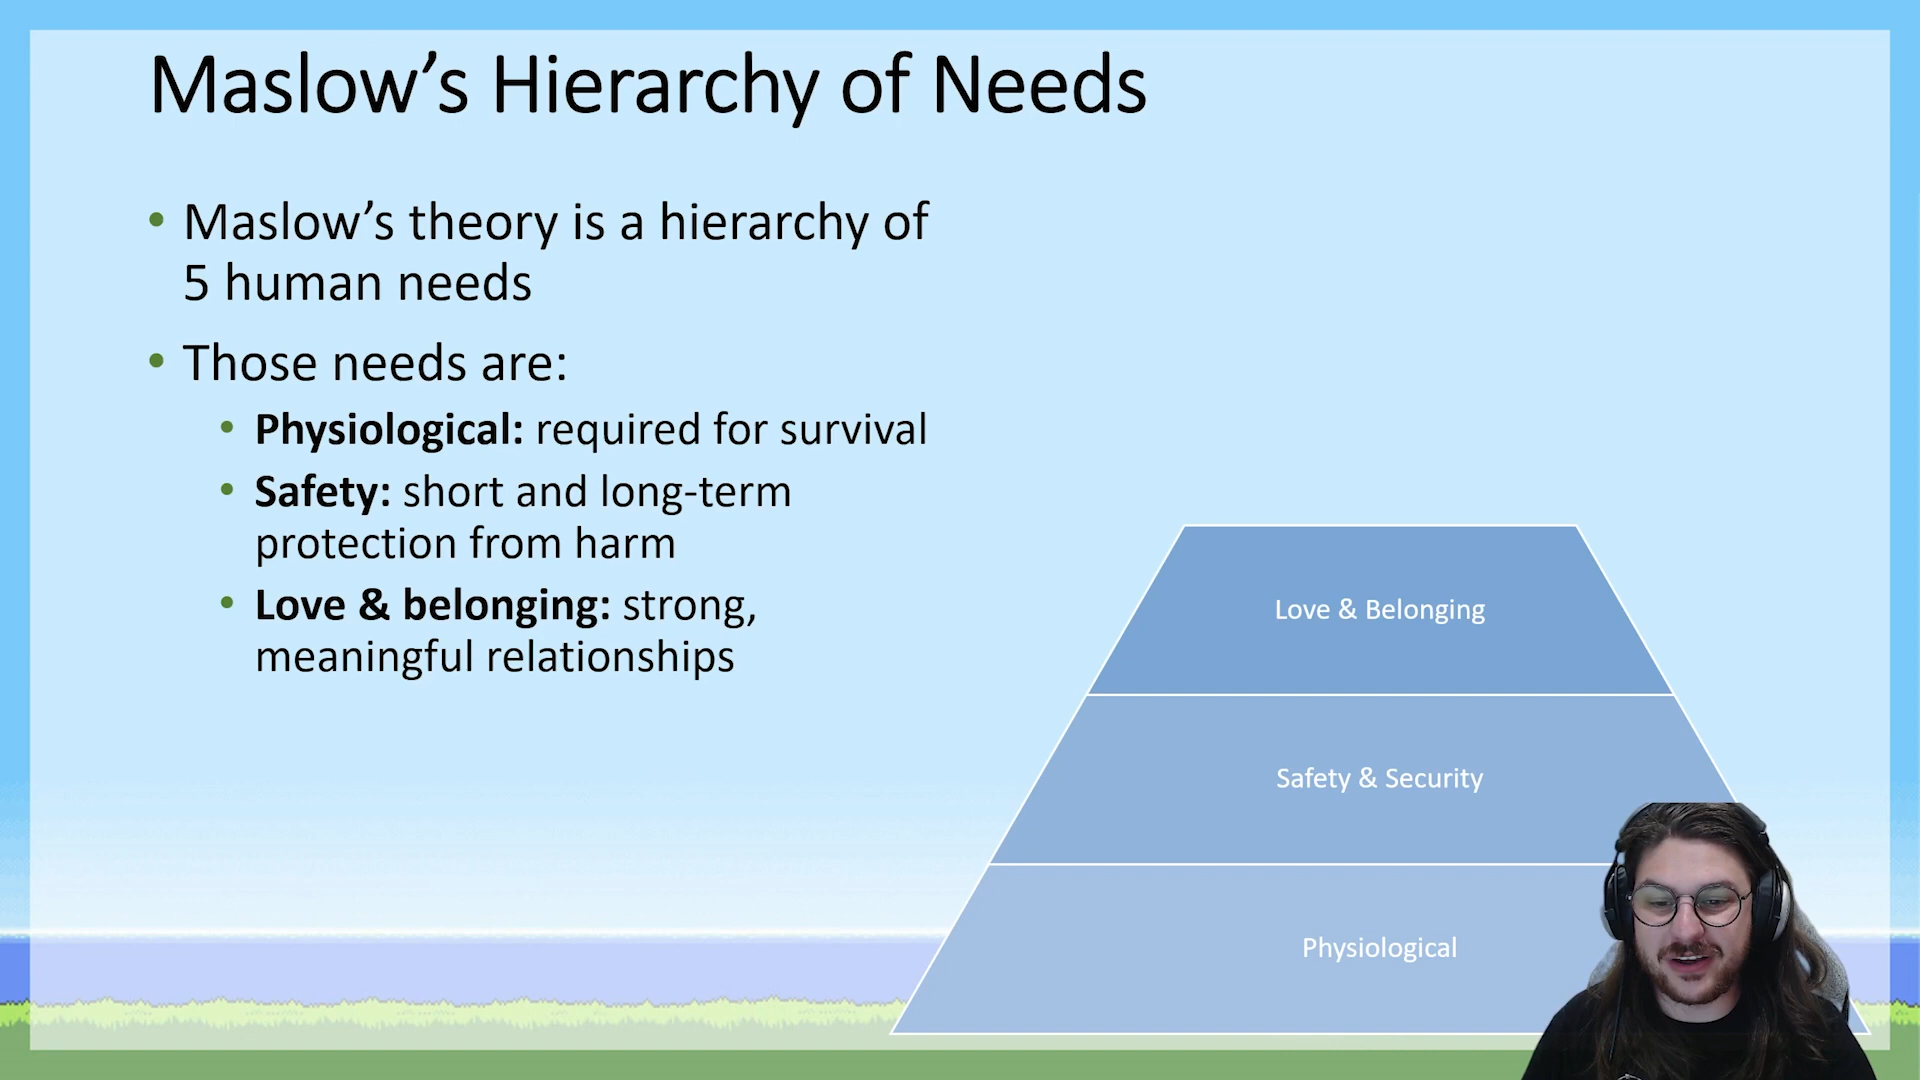 Maslow’s Hierarchy of Needs
• Maslow’s theory is a hierarchy of
5 human needs
• Those needs are:
• Physiological: required for survival
• Safety: short and long-term
protection from harm
• Love & belonging: strong,
meaningful relationships
Love & Belonging
Safety & Security
Physiological